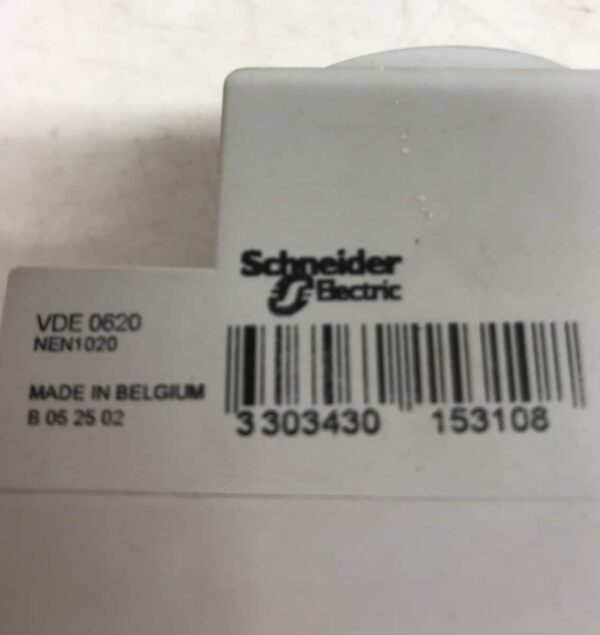 Schneider
Electric
VDE 0620
NEN1020
MADE IN BELGIUM
B 05 25 02
3 303430 153108